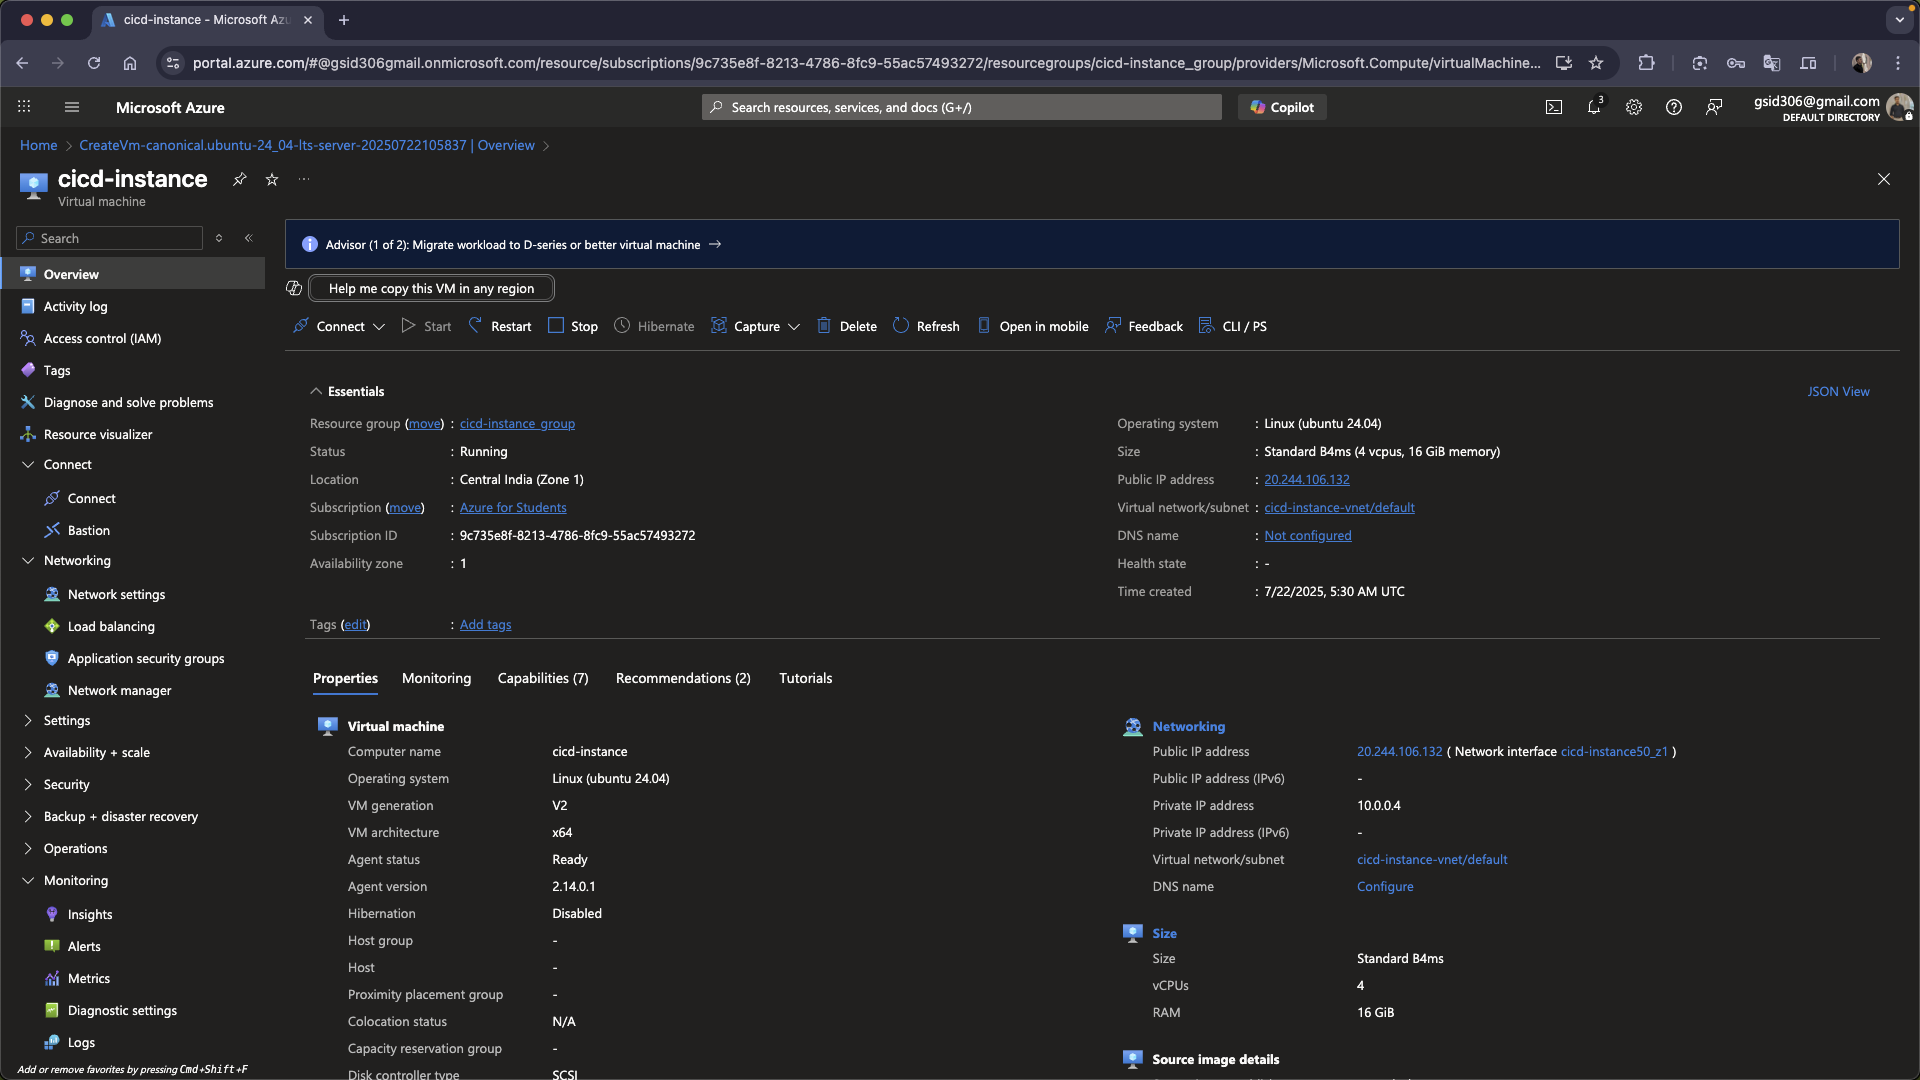 cicd-instance - Microsoft Azu
portal.azure.com/#@gsid306gmail.onmicrosoft.com/resource/subscriptions/9c735e8f-8213-4786-8fc9-55ac57493272/resourcegroups/cicd-instance_group/providers/Microsoft.Compute/virtualMachine...
Microsoft Azure
Search resources, services, and docs (G+/)
Copilot
3
gsid306@gmail.com
DEFAULT DIRECTORY
Home
CreateVm-canonical.ubuntu-24_04-lts-server-20250722105837 | Overview
cicd-instance
Virtual machine
Search
Overview
Activity log
Access control (IAM)
Tags
Diagnose and solve problems
Resource visualizer
Connect
Connect
Bastion
Networking
Network settings
Load balancing
Application security groups
Network manager
Settings
Availability + scale
Security
Backup + disaster recovery
Operations
Monitoring
Insights
Alerts
Metrics
Diagnostic settings
Logs
Add or remove favorites by pressing Cmd+Shift+F
Advisor (1 of 2): Migrate workload to D-series or better virtual machine
Help me copy this VM in any region
Connect Start Restart Stop Hibernate Capture Delete Refresh Open in mobile Feedback CLI / PS
Essentials
JSON View
Resource group (move) : cicd-instance_group
Status : Running
Location : Central India (Zone 1)
Subscription (move) : Azure for Students
Subscription ID : 9c735e8f-8213-4786-8fc9-55ac57493272
Availability zone : 1
Operating system : Linux (ubuntu 24.04)
Size : Standard B4ms (4 vcpus, 16 GiB memory)
Public IP address : 20.244.106.132
Virtual network/subnet : cicd-instance-vnet/default
DNS name : Not configured
Health state : -
Time created : 7/22/2025, 5:30 AM UTC
Tags (edit) : Add tags
Properties Monitoring Capabilities (7) Recommendations (2) Tutorials
Virtual machine
Computer name cicd-instance
Operating system Linux (ubuntu 24.04)
VM generation V2
VM architecture x64
Agent status Ready
Agent version 2.14.0.1
Hibernation Disabled
Host group -
Host -
Proximity placement group -
Colocation status N/A
Capacity reservation group -
Disk controller type SCSI
Networking
Public IP address 20.244.106.132 ( Network interface cicd-instance50_z1 )
Public IP address (IPv6) -
Private IP address 10.0.0.4
Private IP address (IPv6) -
Virtual network/subnet cicd-instance-vnet/default
DNS name Configure
Size
Size Standard B4ms
vCPUs 4
RAM 16 GiB
Source image details